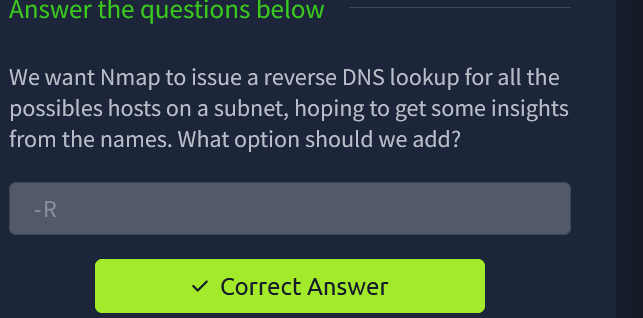 Answer the questions below
We want Nmap to issue a reverse DNS lookup for all the
possibles hosts on a subnet, hoping to get some insights
from the names. What option should we add?
-R
✓ Correct Answer